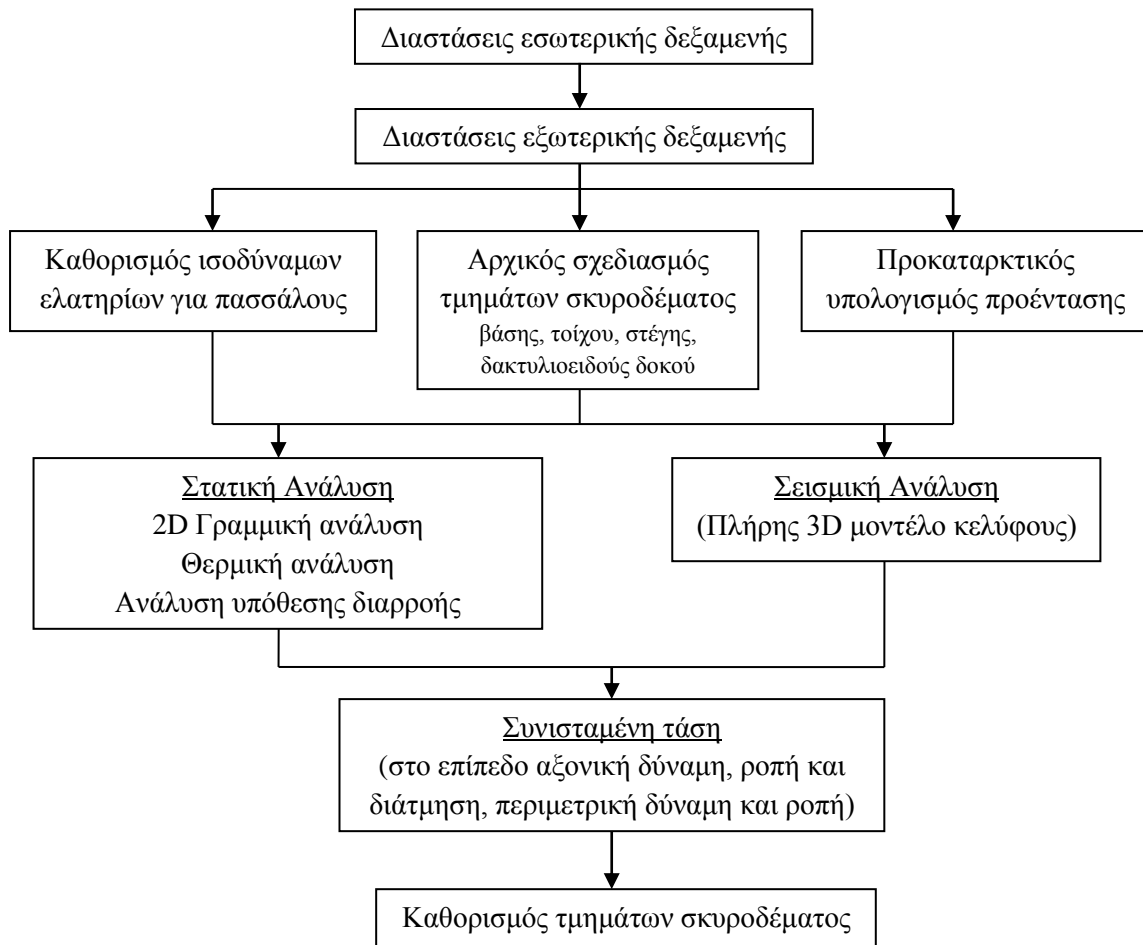 Διαστάσεις εσωτερικής δεξαμενής
Διαστάσεις εξωτερικής δεξαμενής
Καθορισμός ισοδύναμων
ελατηρίων για πασσάλους
Αρχικός σχεδιασμός
τμημάτων σκυροδέματος
βάσης, τοίχου, στέγης,
δακτυλιοειδούς δοκού
Προκαταρκτικός
υπολογισμός προέντασης
Στατική Ανάλυση
2D Γραμμική ανάλυση
Θερμική ανάλυση
Ανάλυση υπόθεσης διαρροής
Σεισμική Ανάλυση
(Πλήρης 3D μοντέλο κελύφους)
Συνισταμένη τάση
(στο επίπεδο αξονική δύναμη, ροπή και
διάτμηση, περιμετρική δύναμη και ροπή)
Καθορισμός τμημάτων σκυροδέματος